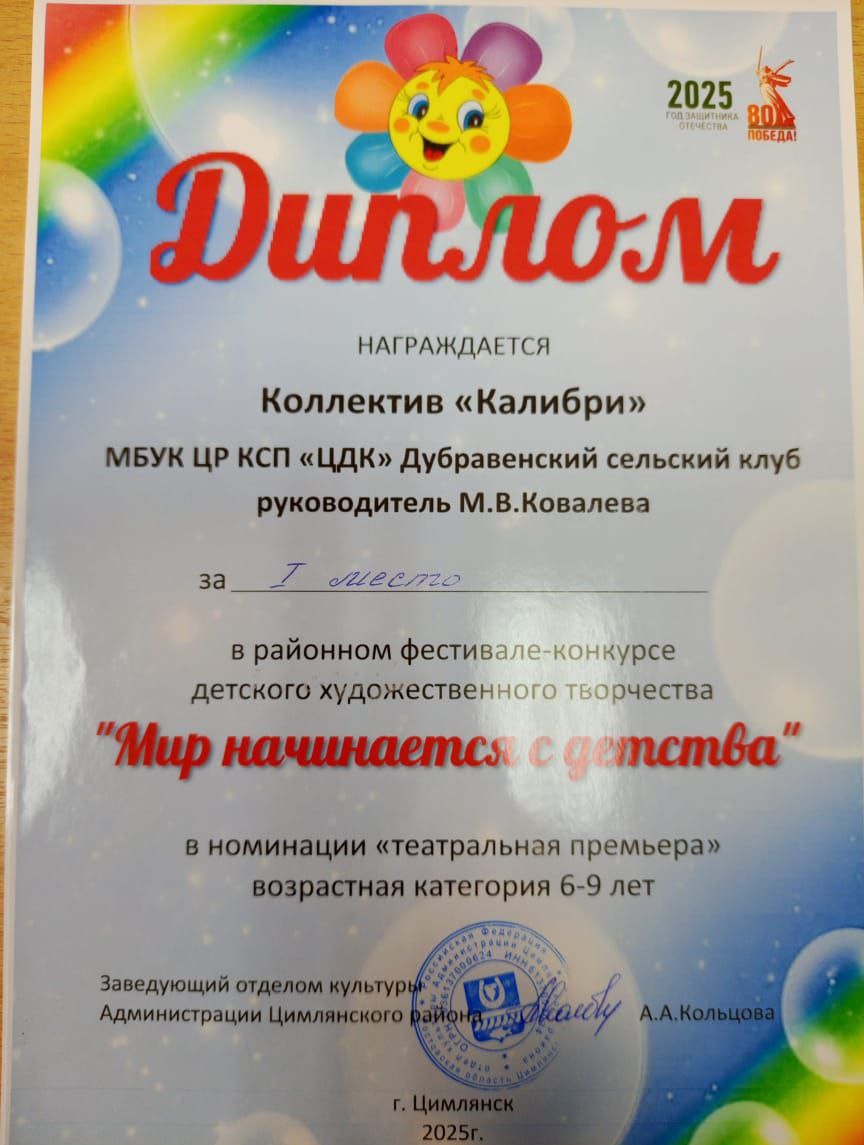 2025
ГОД ЗАЩИТНИКА
ОТЕЧЕСТВА
80
ПОБЕДА!
Диплом
НАГРАЖДАЕТСЯ
Коллектив «Калибри»
МБУК ЦР КСП «ЦДК» Дубравенский сельский клуб
руководитель М.В.Ковалева
за I место
в районном фестивале-конкурсе
детского художественного творчества
"Мир начинается с детства"
в номинации «театральная премьера»
возрастная категория 6-9 лет
Заведующий отделом культуры
Администрации Цимлянского района А.А.Кольцова
Российская Федерация
г. Цимлянск
2025г.